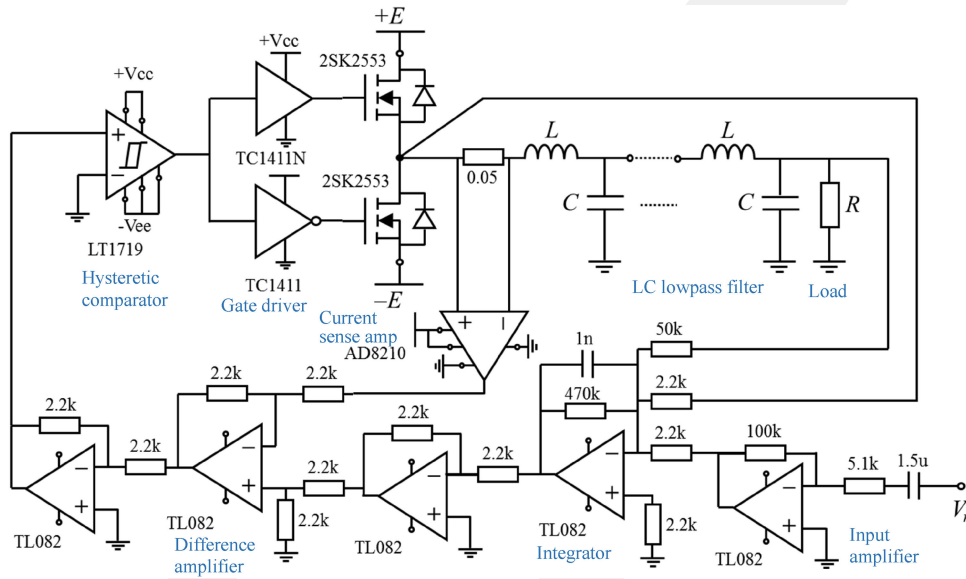 +E
+Vcc
2SK2553
+Vcc
+
−
-Vee
LT1719
Hysteretic
comparator
TC1411N
2SK2553
TC1411
Gate driver
−E
0.05
L
L
C
C
R
LC lowpass filter
Load
Current
sense amp
+
−
AD8210
1n
50k
470k
2.2k
2.2k
2.2k
2.2k
2.2k
2.2k
2.2k
2.2k
2.2k
2.2k
2.2k
2.2k
100k
5.1k
1.5u
−
+
−
+
−
+
−
+
−
+
TL082
TL082
Difference
amplifier
TL082
TL082
Integrator
TL082
Input
amplifier